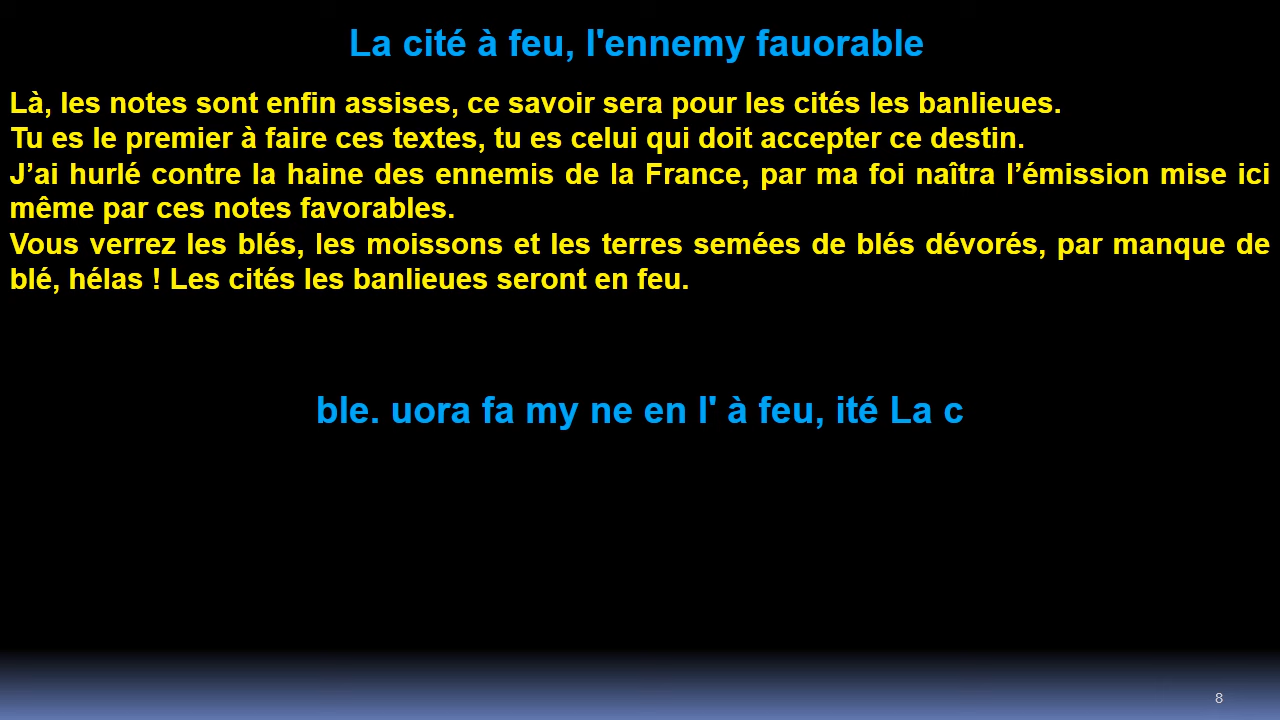 La cité à feu, l'ennemy fauorable
Là, les notes sont enfin assises, ce savoir sera pour les cités les banlieues.
Tu es le premier à faire ces textes, tu es celui qui doit accepter ce destin.
J’ai hurlé contre la haine des ennemis de la France, par ma foi naîtra l’émission mise ici
même par ces notes favorables.
Vous verrez les blés, les moissons et les terres semées de blés dévorés, par manque de
blé, hélas ! Les cités les banlieues seront en feu.
ble. uora fa my ne en l' à feu, ité La c
8